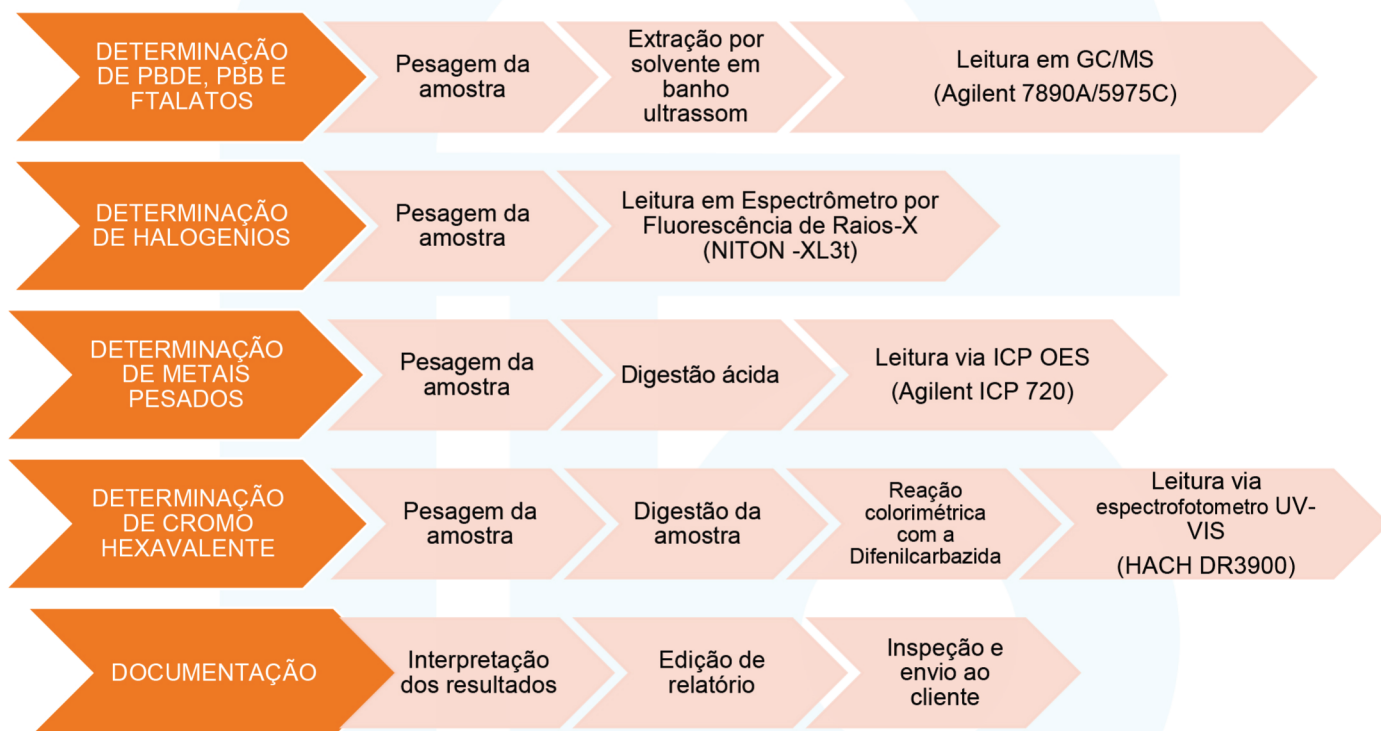 DETERMINAÇÃO
DE PBDE, PBB E
FTALATOS
Pesagem da
amostra
Extração por
solvente em
banho
ultrassom
Leitura em GC/MS
(Agilent 7890A/5975C)
DETERMINAÇÃO
DE HALOGENIOS
Pesagem da
amostra
Leitura em Espectrômetro por
Fluorescência de Raios-X
(NITON -XL3t)
DETERMINAÇÃO
DE METAIS
PESADOS
Pesagem da
amostra
Digestão ácida
Leitura via ICP OES
(Agilent ICP 720)
DETERMINAÇÃO
DE CROMO
HEXAVALENTE
Pesagem da
amostra
Digestão da
amostra
Reação
colorimétrica
com a
Difenilcarbazida
Leitura via
espectrofotometro UV-
VIS
(HACH DR3900)
DOCUMENTAÇÃO
Interpretação
dos resultados
Edição de
relatório
Inspeção e
envio ao
cliente